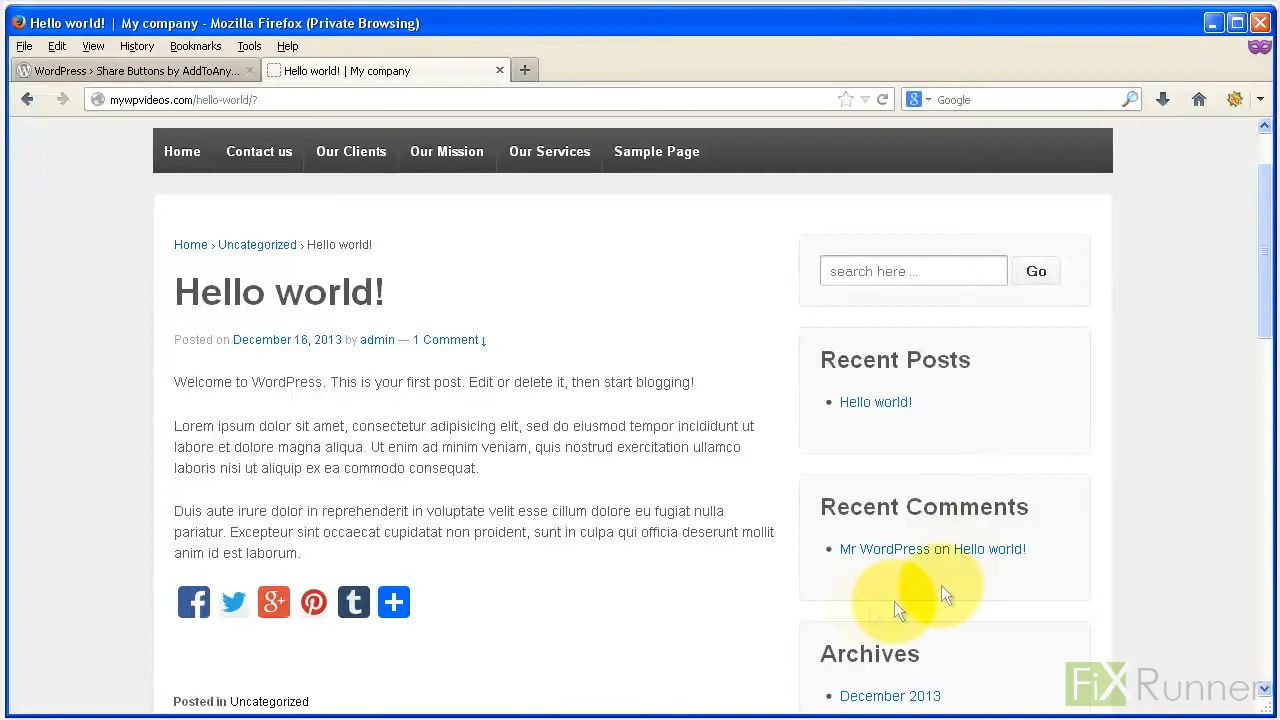 Hello world! | My company - Mozilla Firefox (Private Browsing)
File Edit View History Bookmarks Tools Help
WordPress › Share Buttons by AddToAny...
Hello world! | My company
mywpvideos.com/hello-world/?
Google
Home Contact us Our Clients Our Mission Our Services Sample Page
Home › Uncategorized › Hello world!
Hello world!
Posted on December 16, 2013 by admin — 1 Comment ↓
Welcome to WordPress. This is your first post. Edit or delete it, then start blogging!
Lorem ipsum dolor sit amet, consectetur adipisicing elit, sed do eiusmod tempor incididunt ut
labore et dolore magna aliqua. Ut enim ad minim veniam, quis nostrud exercitation ullamco
laboris nisi ut aliquip ex ea commodo consequat.
Duis aute irure dolor in reprehenderit in voluptate velit esse cillum dolore eu fugiat nulla
pariatur. Excepteur sint occaecat cupidatat non proident, sunt in culpa qui officia deserunt mollit
anim id est laborum.
Posted in Uncategorized
search here ...
Go
Recent Posts
Hello world!
Recent Comments
Mr WordPress on Hello world!
Archives
December 2013
FiXRunner